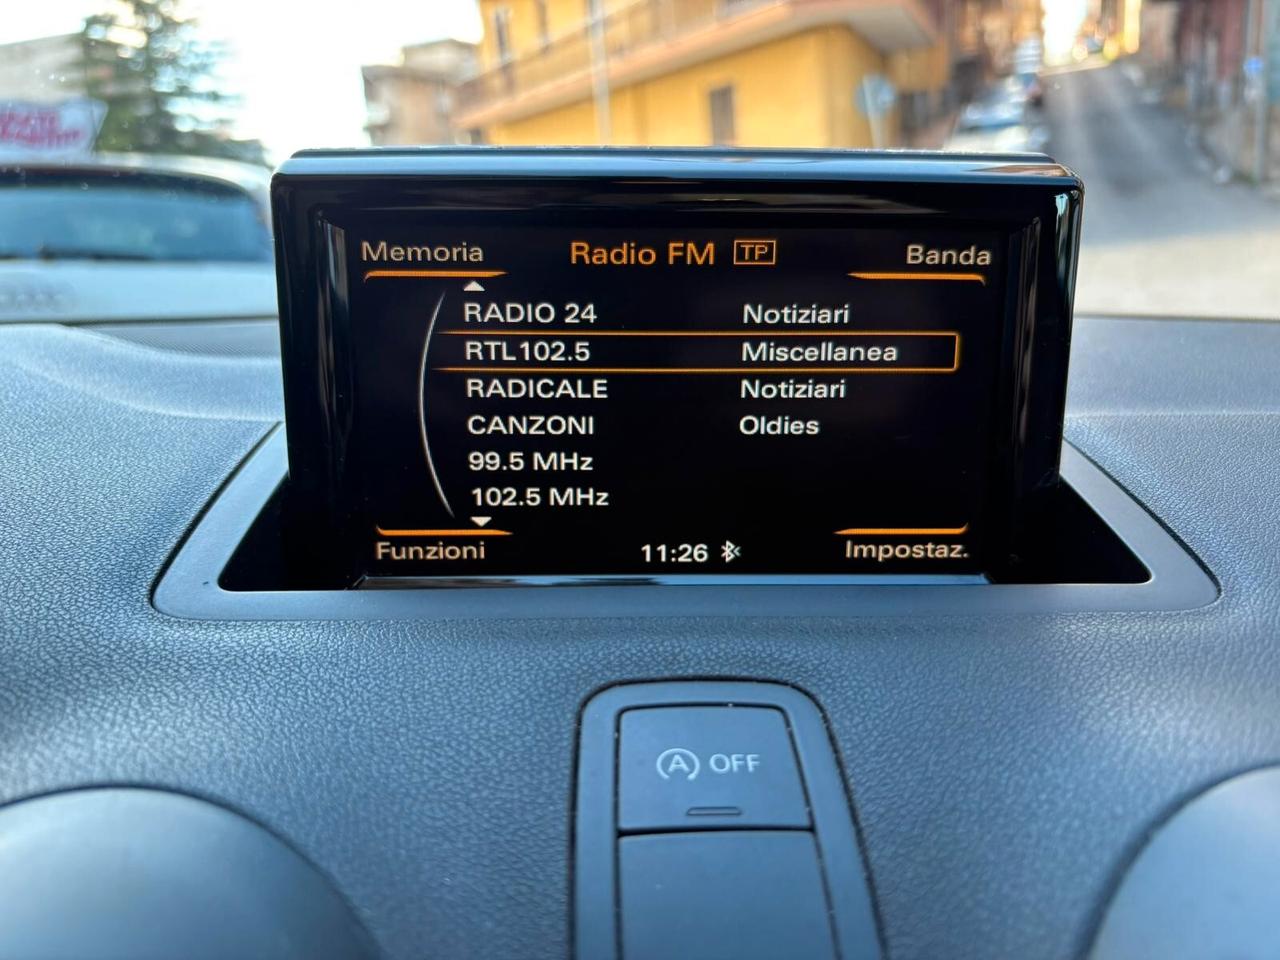 Memoria Radio FM TP Banda
RADIO 24 Notiziari
RTL102.5 Miscellanea
RADICALE Notiziari
CANZONI Oldies
99.5 MHz
102.5 MHz
Funzioni 11:26 Impostaz.
A OFF